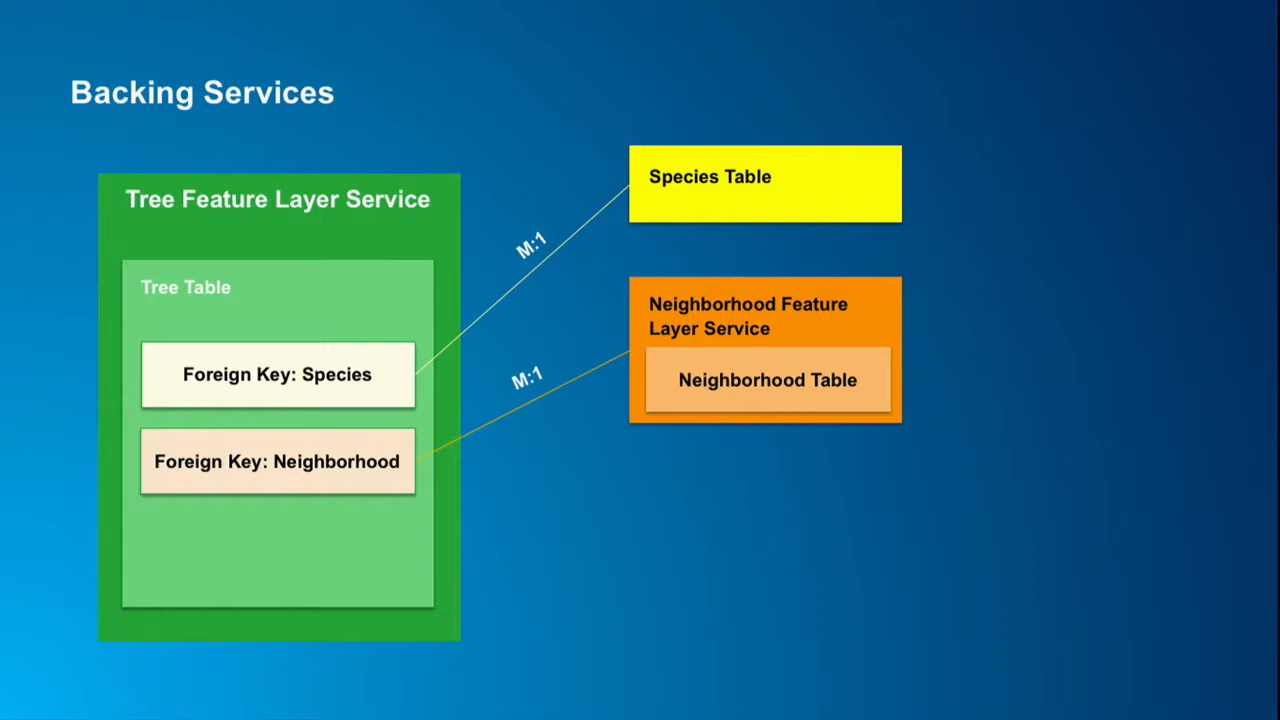 Backing Services
Tree Feature Layer Service
Tree Table
Foreign Key: Species
Foreign Key: Neighborhood
M:1
M:1
Species Table
Neighborhood Feature
Layer Service
Neighborhood Table